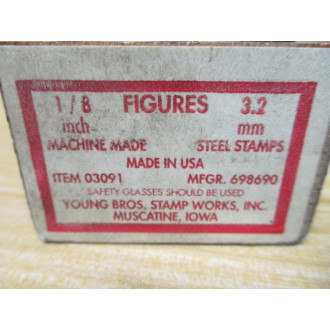 1/8 FIGURES 3.2
inch mm
MACHINE MADE STEEL STAMPS
MADE IN USA
ITEM 03091 MFGR. 698690
SAFETY GLASSES SHOULD BE USED
YOUNG BROS. STAMP WORKS, INC.
MUSCATINE, IOWA